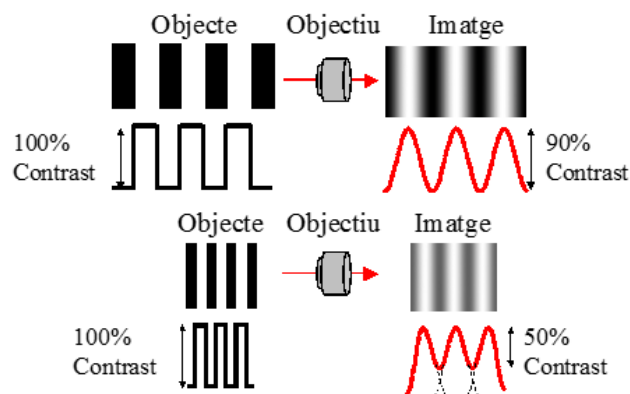 Objecte Objectiu Imatge
100%
Contrast
90%
Contrast
Objecte Objectiu Imatge
100%
Contrast
50%
Contrast